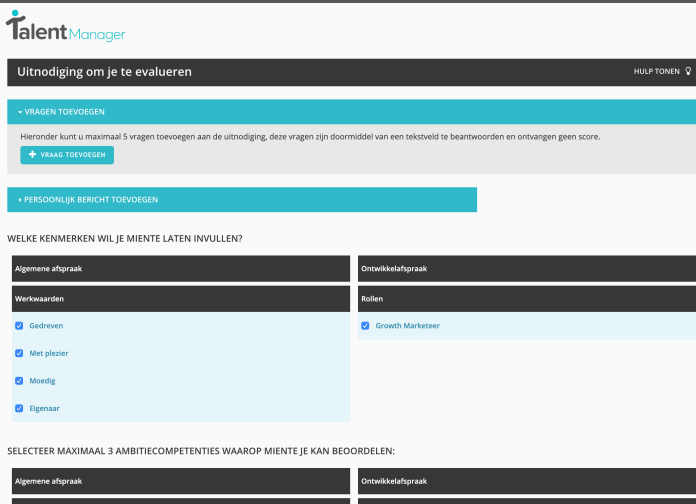 Talent Manager
Uitnodiging om je te evalueren
HULP TONEN
VRAGEN TOEVOEGEN
Hieronder kunt u maximaal 5 vragen toevoegen aan de uitnodiging, deze vragen zijn doormiddel van een tekstveld te beantwoorden en ontvangen geen score.
VRAAG TOEVOEGEN
PERSOONLIJK BERICHT TOEVOEGEN
WELKE KENMERKEN WIL JE MIENTE LATEN INVULLEN?
Algemene afspraak
Ontwikkelafspraak
Werkwaarden
Rollen
Gedreven
Growth Marketeer
Met plezier
Moedig
Eigenaar
SELECTEER MAXIMAAL 3 AMBITIECOMPETENTIES WAAROP MIENTE JE KAN BEOORDELEN:
Algemene afspraak
Ontwikkelafspraak